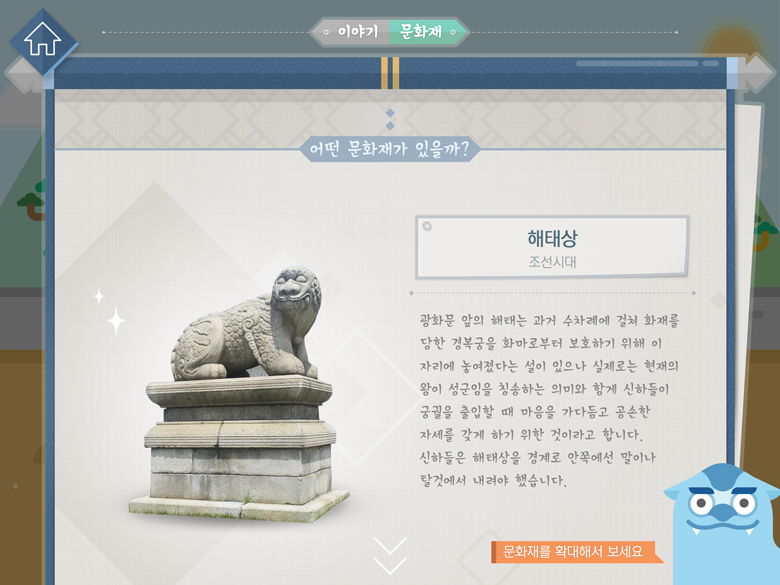 이야기 문화재
어떤 문화재가 있을까?
해태상
조선시대
광화문 앞의 해태는 과거 수차례에 걸쳐 화재를
당한 경복궁을 화마로부터 보호하기 위해 이
자리에 놓여졌다는 설이 있으나 실제로는 현재의
왕이 성군임을 칭송하는 의미와 함께 신하들이
궁궐을 출입할 때 마음을 가다듬고 공손한
자세를 갖게 하기 위한 것이라고 합니다.
신하들은 해태상을 경계로 안쪽에선 말이나
탈것에서 내려야 했습니다.
문화재를 확대해서 보세요